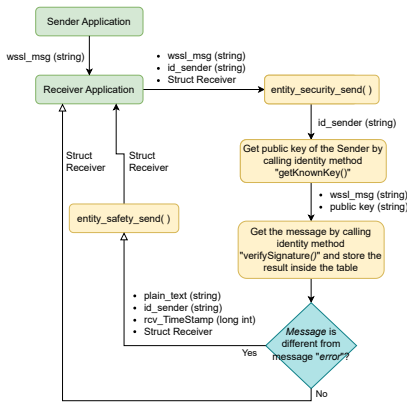 Sender Application
wssl_msg (string)
• wssl_msg (string)
• id_sender (string)
• Struct Receiver
Receiver Application
entity_security_send( )
id_sender (string)
Get public key of the Sender by
calling identity method
"getKnownKey()"
Struct
Receiver
Struct
Receiver
• wssl_msg (string)
• public key (string)
entity_safety_send( )
Get the message by calling
identity method
"verifySignature()" and store the
result inside the table
• plain_text (string)
• id_sender (string)
• rcv_TimeStamp (long int)
• Struct Receiver
Message is
different from
message "error"?
Yes
No